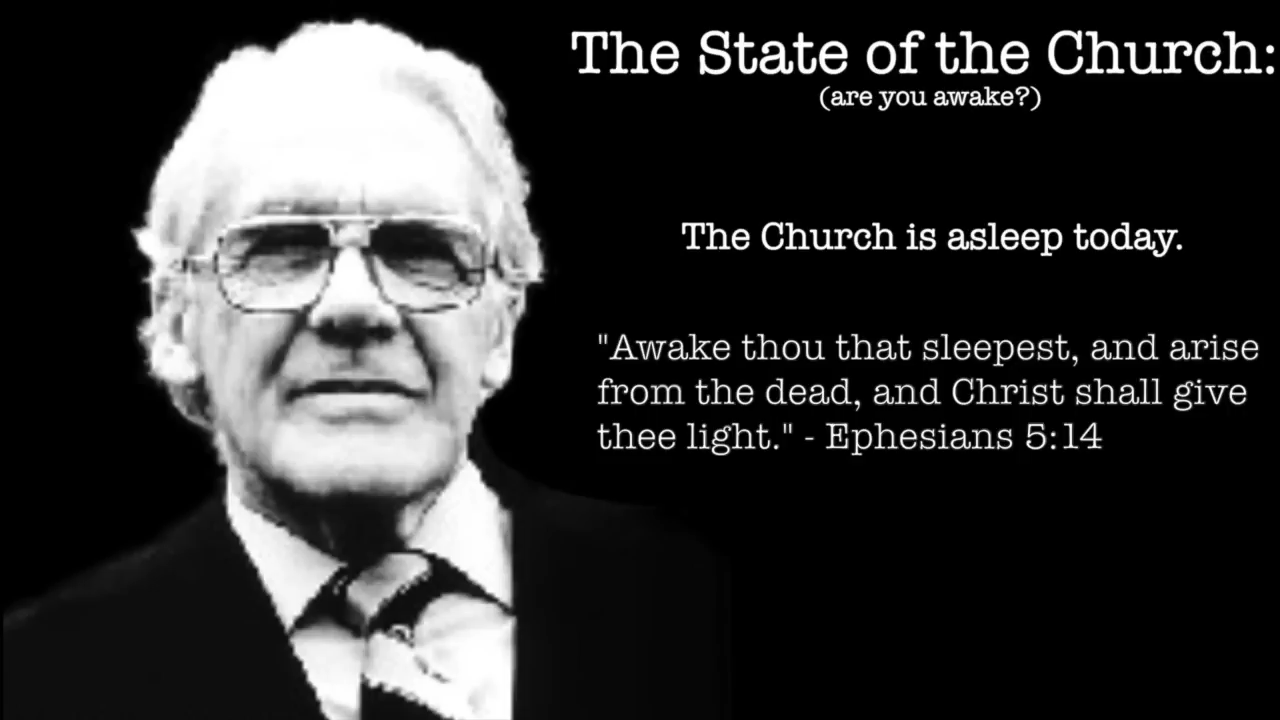 The State of the Church:
(are you awake?)
The Church is asleep today.
"Awake thou that sleepest, and arise
from the dead, and Christ shall give
thee light." - Ephesians 5:14